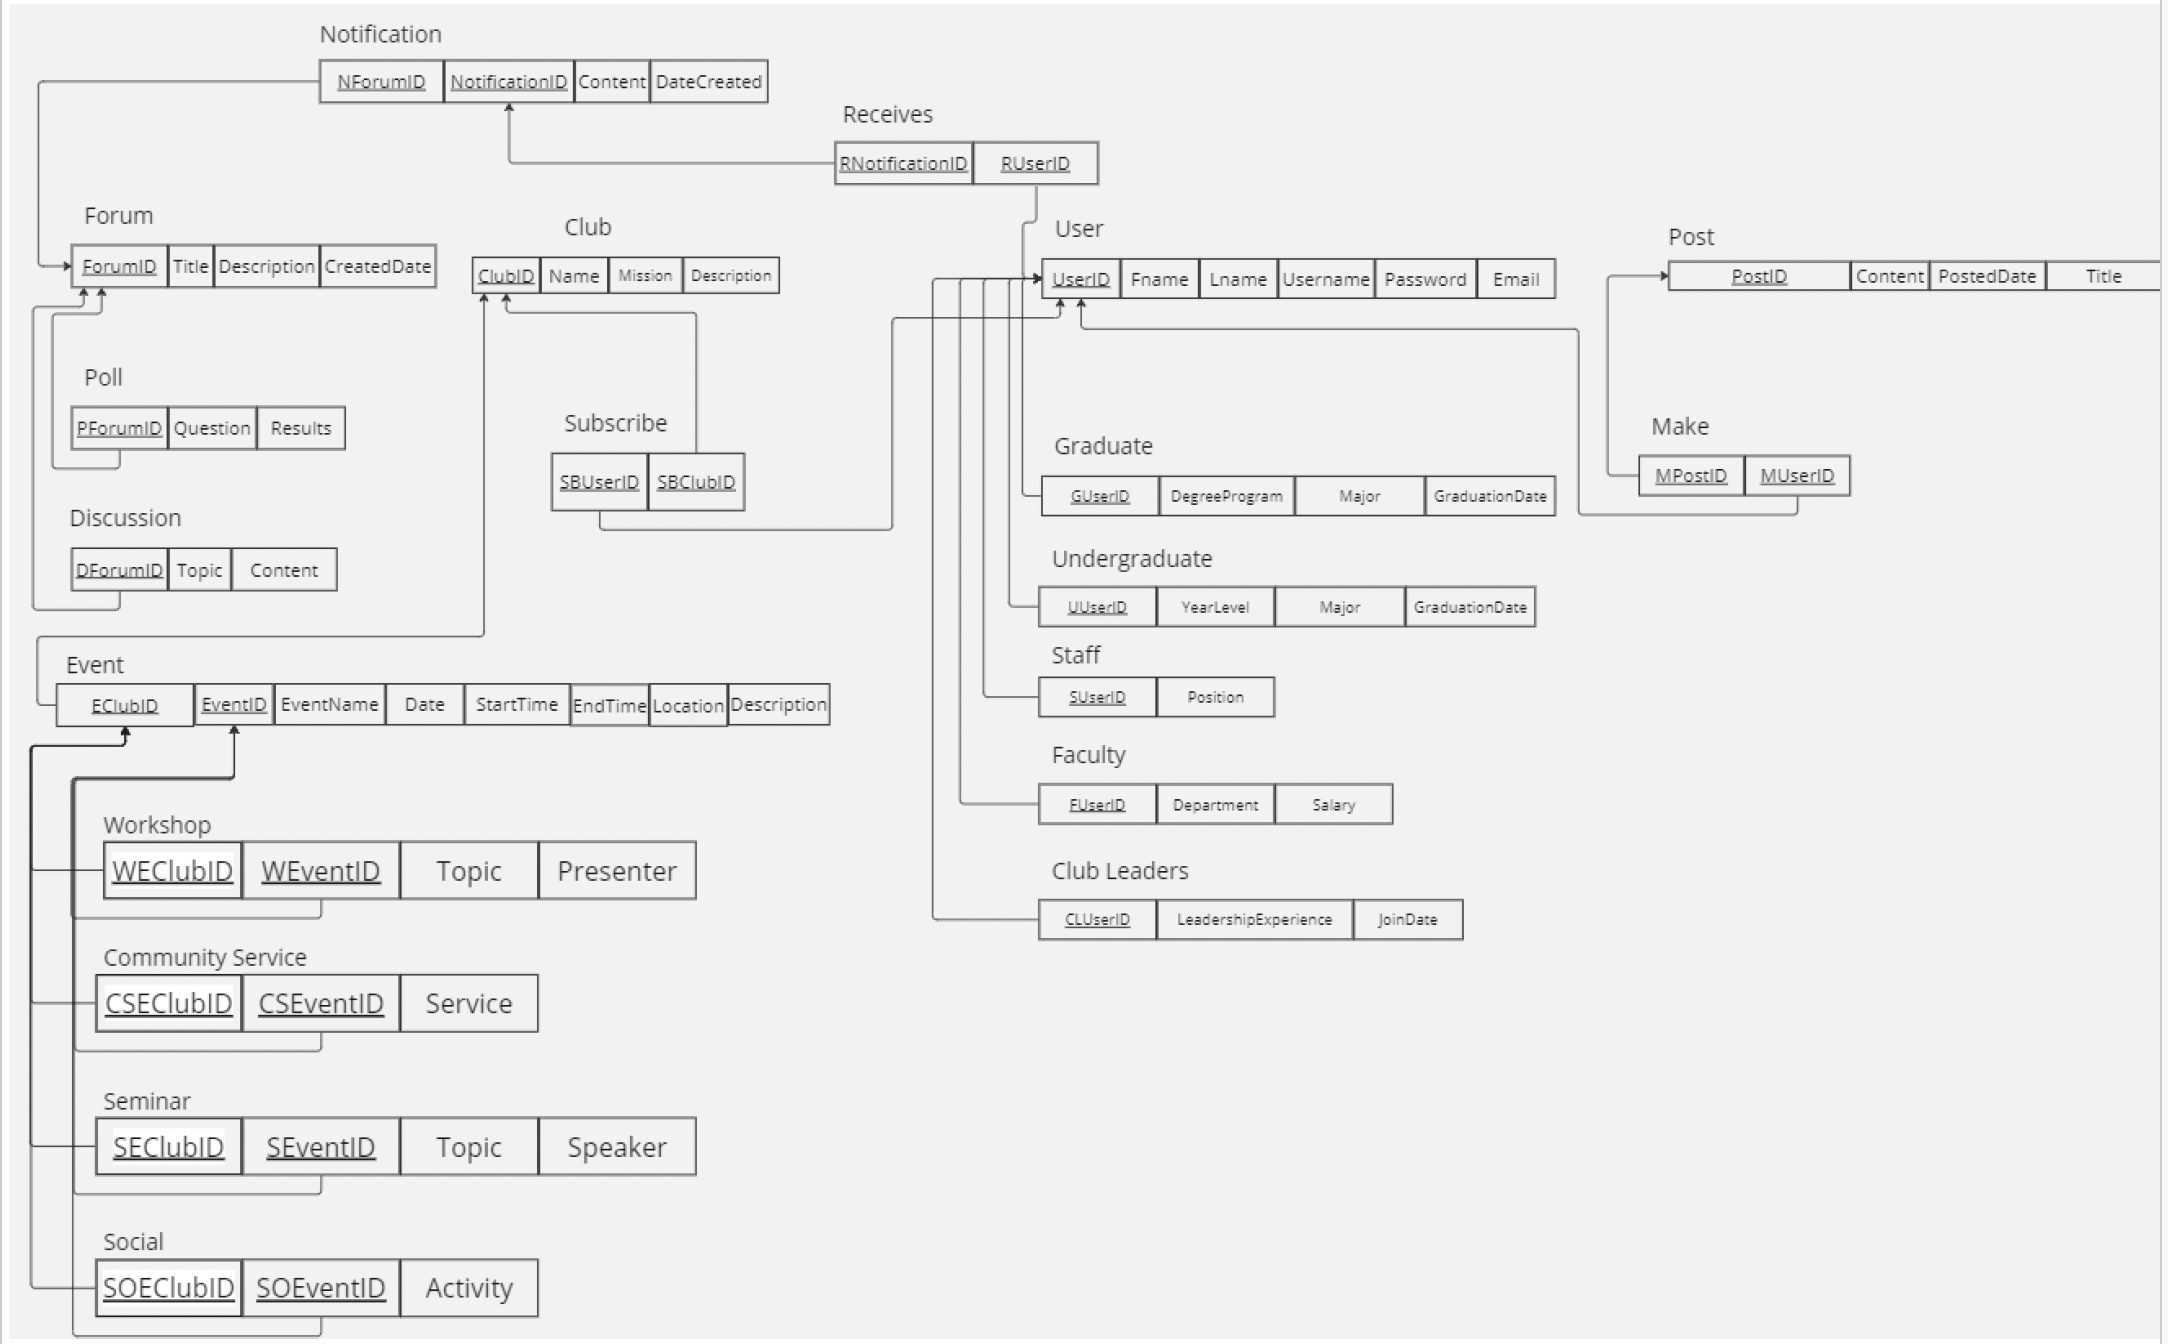 Notification
NForumID NotificationID Content DateCreated
Receives
RNotificationID RUserID
Forum
ForumID Title Description CreatedDate
Club
ClubID Name Mission Description
User
UserID Fname Lname Username Password Email
Post
PostID Content PostedDate Title
Poll
PForumID Question Results
Subscribe
SBUserID SBClubID
Graduate
GUserID DegreeProgram Major GraduationDate
Make
MPostID MUserID
Discussion
DForumID Topic Content
Undergraduate
UUserID YearLevel Major GraduationDate
Staff
SUserID Position
Event
EClubID EventID EventName Date StartTime EndTime Location Description
Faculty
FUserID Department Salary
Workshop
WEClubID WEventID Topic Presenter
Club Leaders
CLUserID LeadershipExperience JoinDate
Community Service
CSEClubID CSEventID Service
Seminar
SEClubID SEventID Topic Speaker
Social
SOEClubID SOEventID Activity